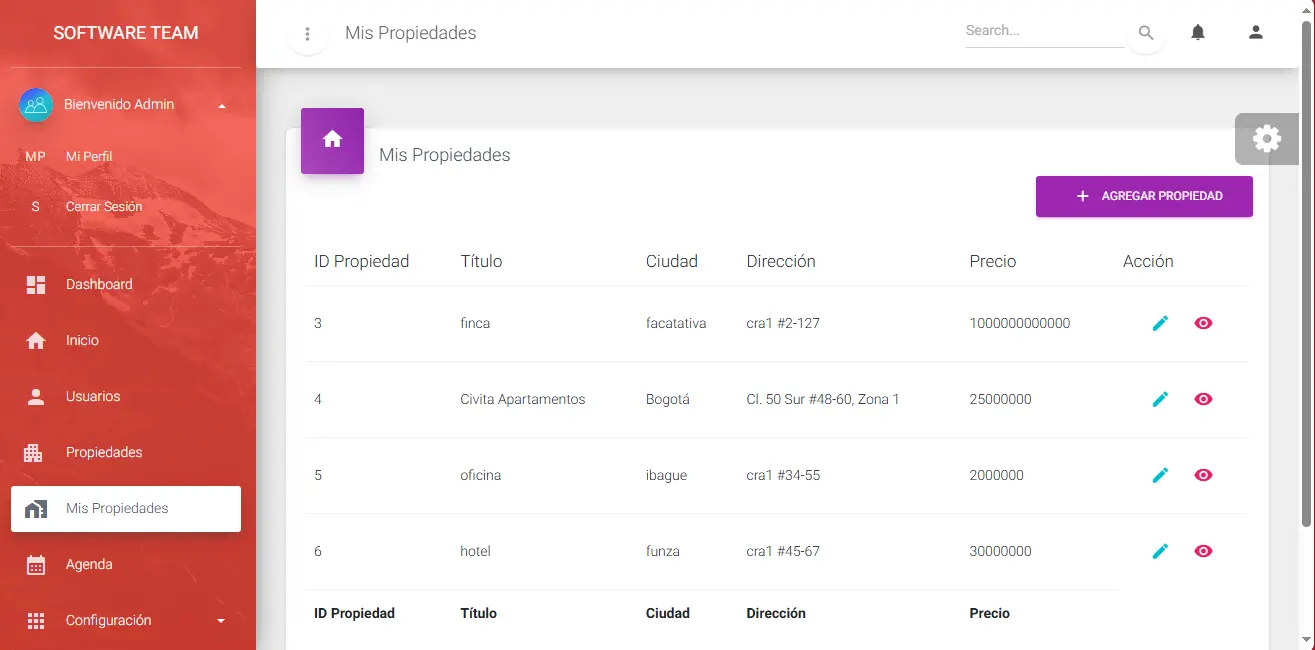 SOFTWARE TEAM
Bienvenido Admin
MP Mi Perfil
S Cerrar Sesión
Dashboard
Inicio
Usuarios
Propiedades
Mis Propiedades
Agenda
Configuración
Mis Propiedades
Search...
Mis Propiedades
AGREGAR PROPIEDAD
ID Propiedad Título Ciudad Dirección Precio Acción
3 finca facatativa cra1 #2-127 1000000000000
4 Civita Apartamentos Bogotá Cl. 50 Sur #48-60, Zona 1 25000000
5 oficina ibague cra1 #34-55 2000000
6 hotel funza cra1 #45-67 30000000
ID Propiedad Título Ciudad Dirección Precio